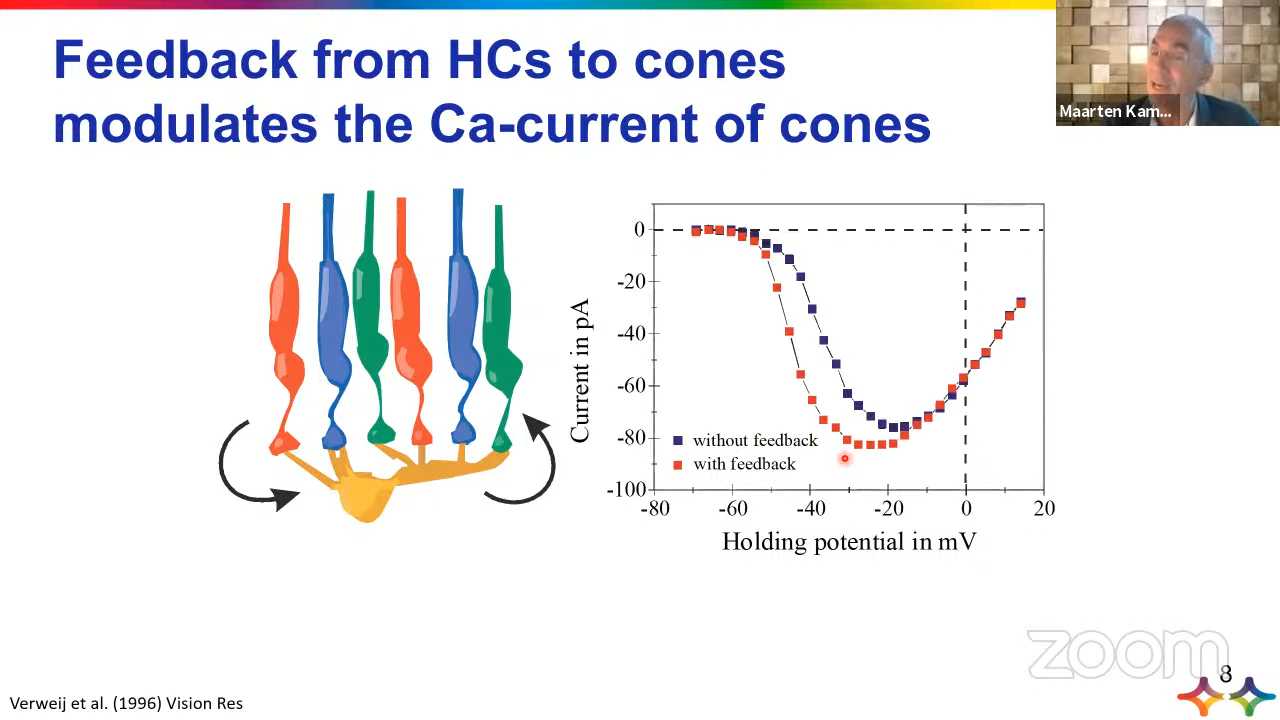 Feedback from HCs to cones
modulates the Ca-current of cones
Maarten Kam...
0
-20
-40
-60
-80
-100
Current in pA
without feedback
with feedback
-80
-60
-40
-20
0
20
Holding potential in mV
zoom
8
Verweij et al. (1996) Vision Res